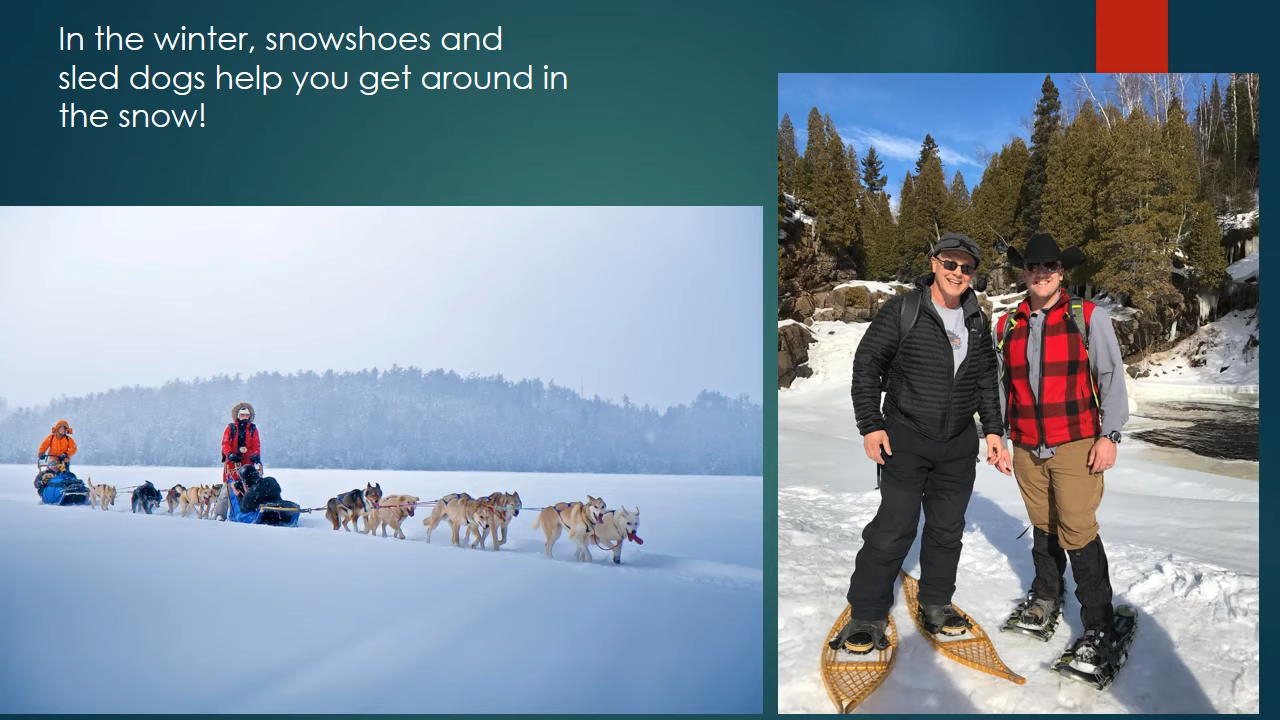 In the winter, snowshoes and
sled dogs help you get around in
the snow!